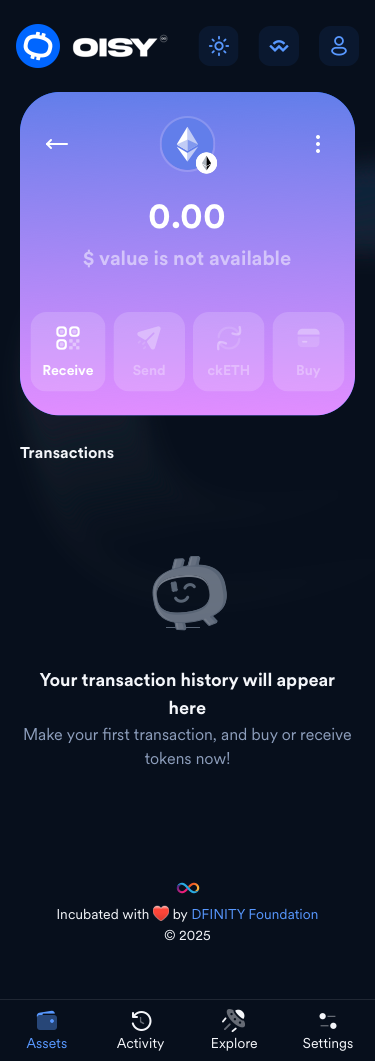 OISY
0.00
$ value is not available
Receive
Send
ckETH
Buy
Transactions
Your transaction history will appear
here
Make your first transaction, and buy or receive
tokens now!
Incubated with ❤️ by DFINITY Foundation
© 2025
Assets
Activity
Explore
Settings